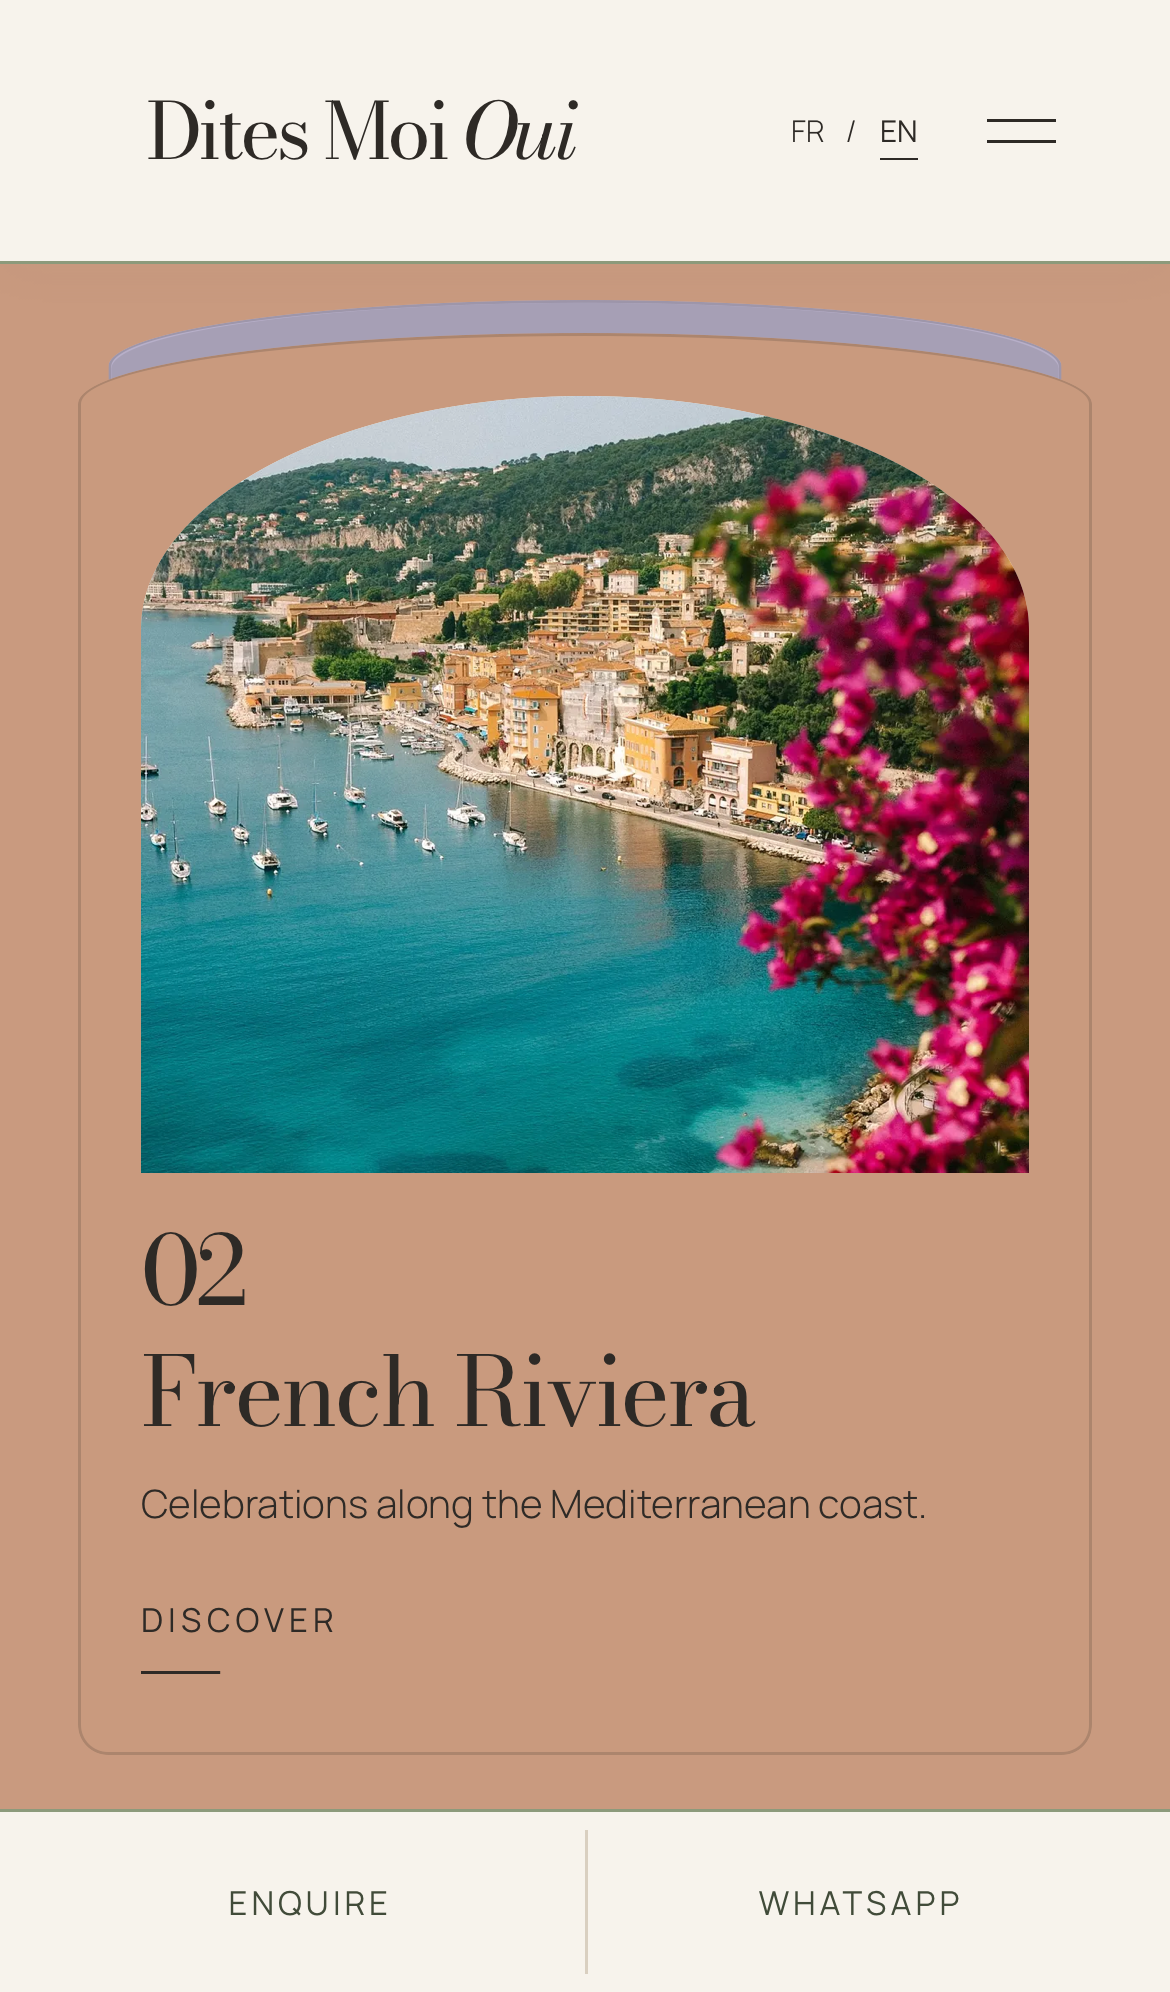 Dites Moi Oui
FR / EN
02
French Riviera
Celebrations along the Mediterranean coast.
DISCOVER
ENQUIRE
WHATSAPP